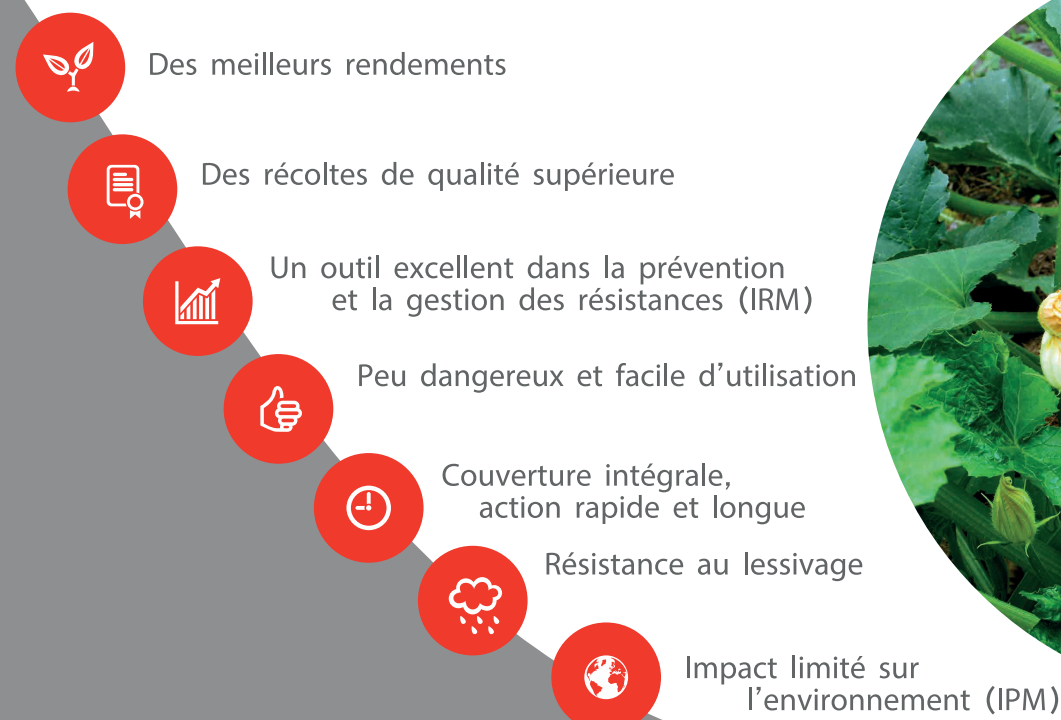 Des meilleurs rendements
Des récoltes de qualité supérieure
Un outil excellent dans la prévention
et la gestion des résistances (IRM)
Peu dangereux et facile d’utilisation
Couverture intégrale,
action rapide et longue
Résistance au lessivage
Impact limité sur
l’environnement (IPM)